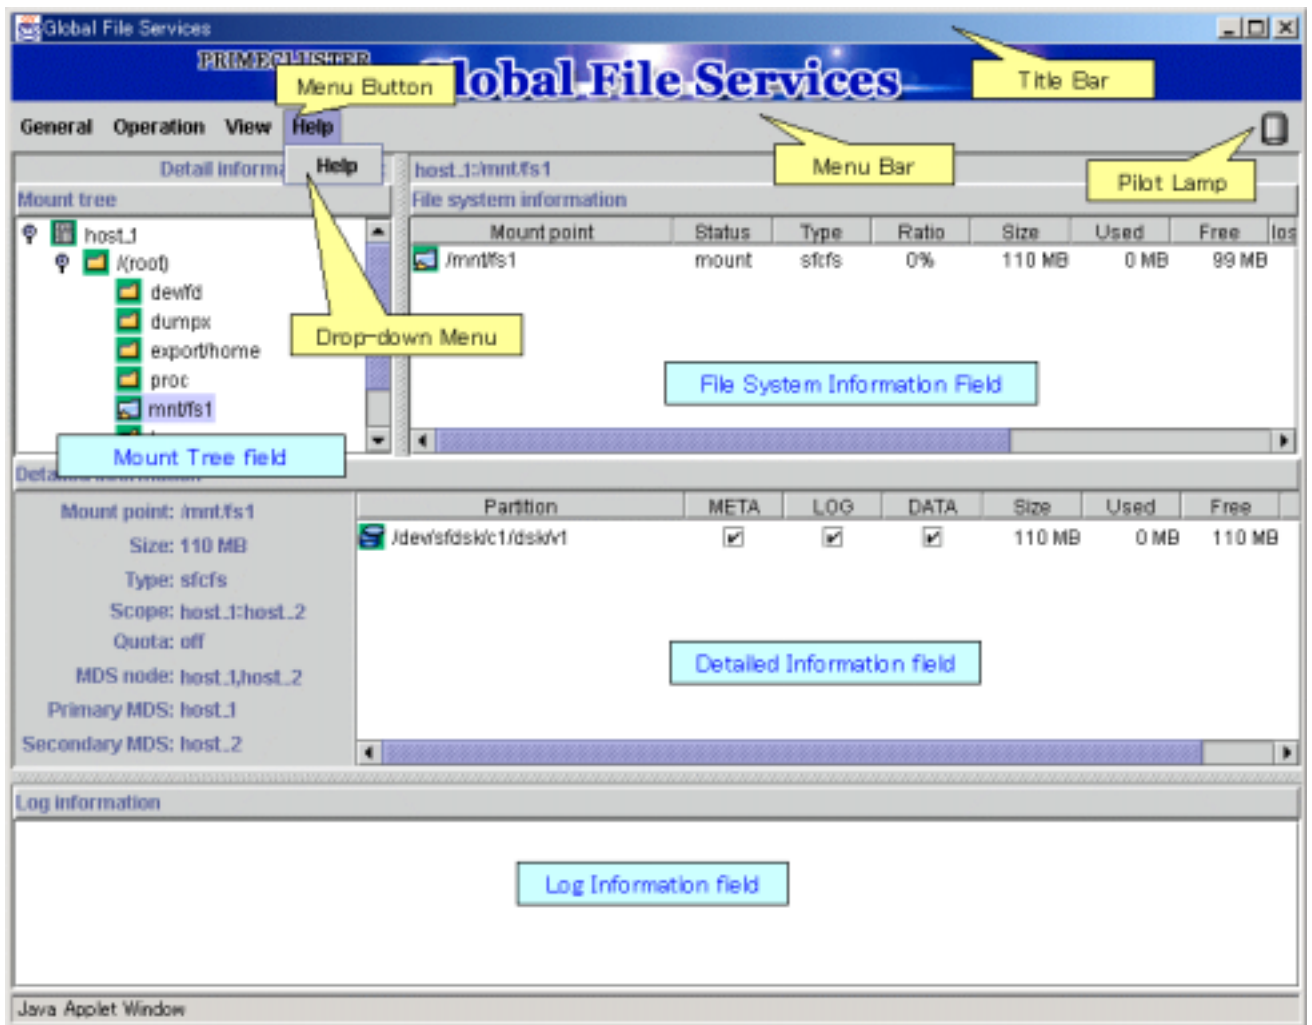 Global File Services
PRIMECLUSTER
Global File Services
Title Bar
Menu Button
General Operation View Help
Menu Bar
Pilot Lamp
Help
Detail
host_1:/mnt/fs1
Mount tree
File system information
Mount point Status Type Ratio Size Used Free
/mnt/fs1 mount sfcfs 0% 110 MB 0 MB 99 MB
host_1
/(root)
dev/fd
dumpx
export/home
proc
mnt/fs1
Drop-down Menu
File System Information Field
Mount Tree field
Mount point: /mnt/fs1
Size: 110 MB
Type: sfcfs
Scope: host_1:host_2
Quota: off
MDS node: host_1,host_2
Primary MDS: host_1
Secondary MDS: host_2
Partition META LOG DATA Size Used Free
/dev/sfdsk/c1/dsk/v1 110 MB 0 MB 110 MB
Detailed Information field
Log information
Log Information field
Java Applet Window